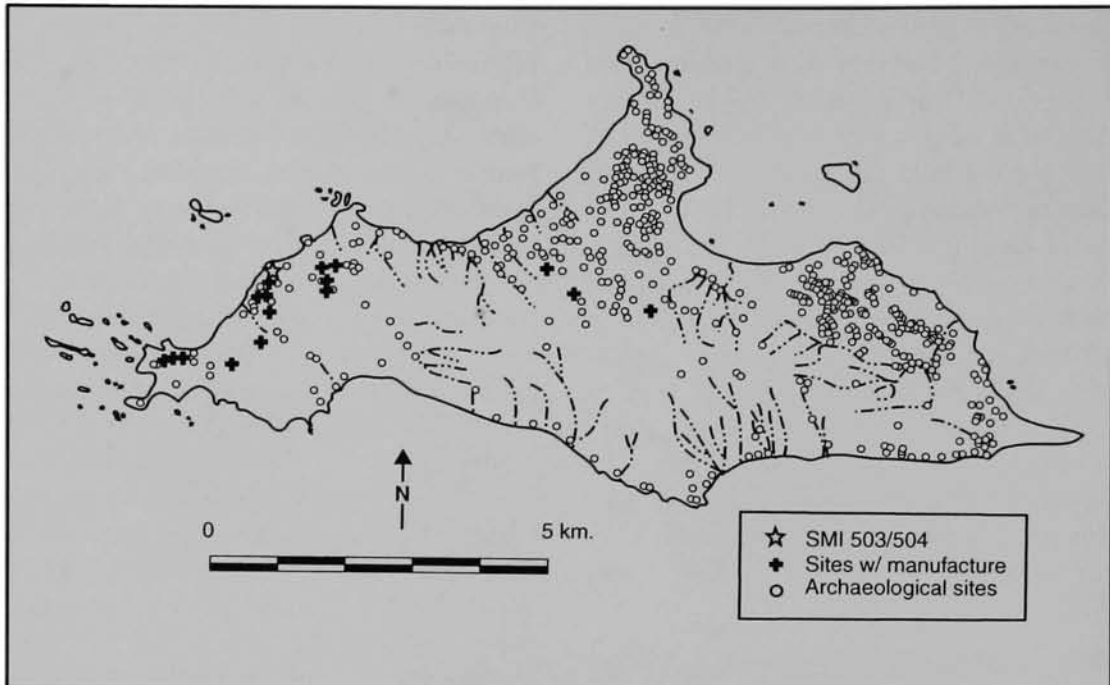 N
0 5 km.
SMI 503/504
Sites w/ manufacture
Archaeological sites